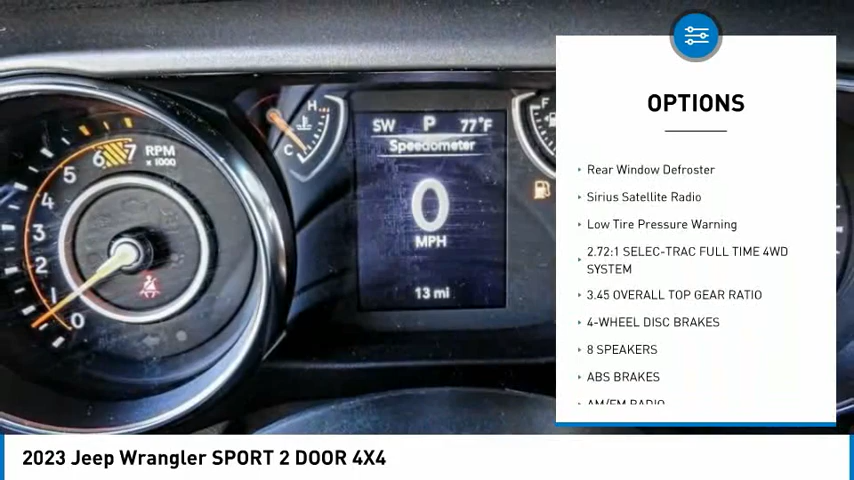 6 7
RPM
x 1000
5
4
3
2
1
0
H
C
F
SW P 77°F
Speedometer
0
MPH
13 mi
OPTIONS
Rear Window Defroster
Sirius Satellite Radio
Low Tire Pressure Warning
2.72:1 SELEC-TRAC FULL TIME 4WD
SYSTEM
3.45 OVERALL TOP GEAR RATIO
4-WHEEL DISC BRAKES
8 SPEAKERS
ABS BRAKES
AM/FM RADIO
2023 Jeep Wrangler SPORT 2 DOOR 4X4